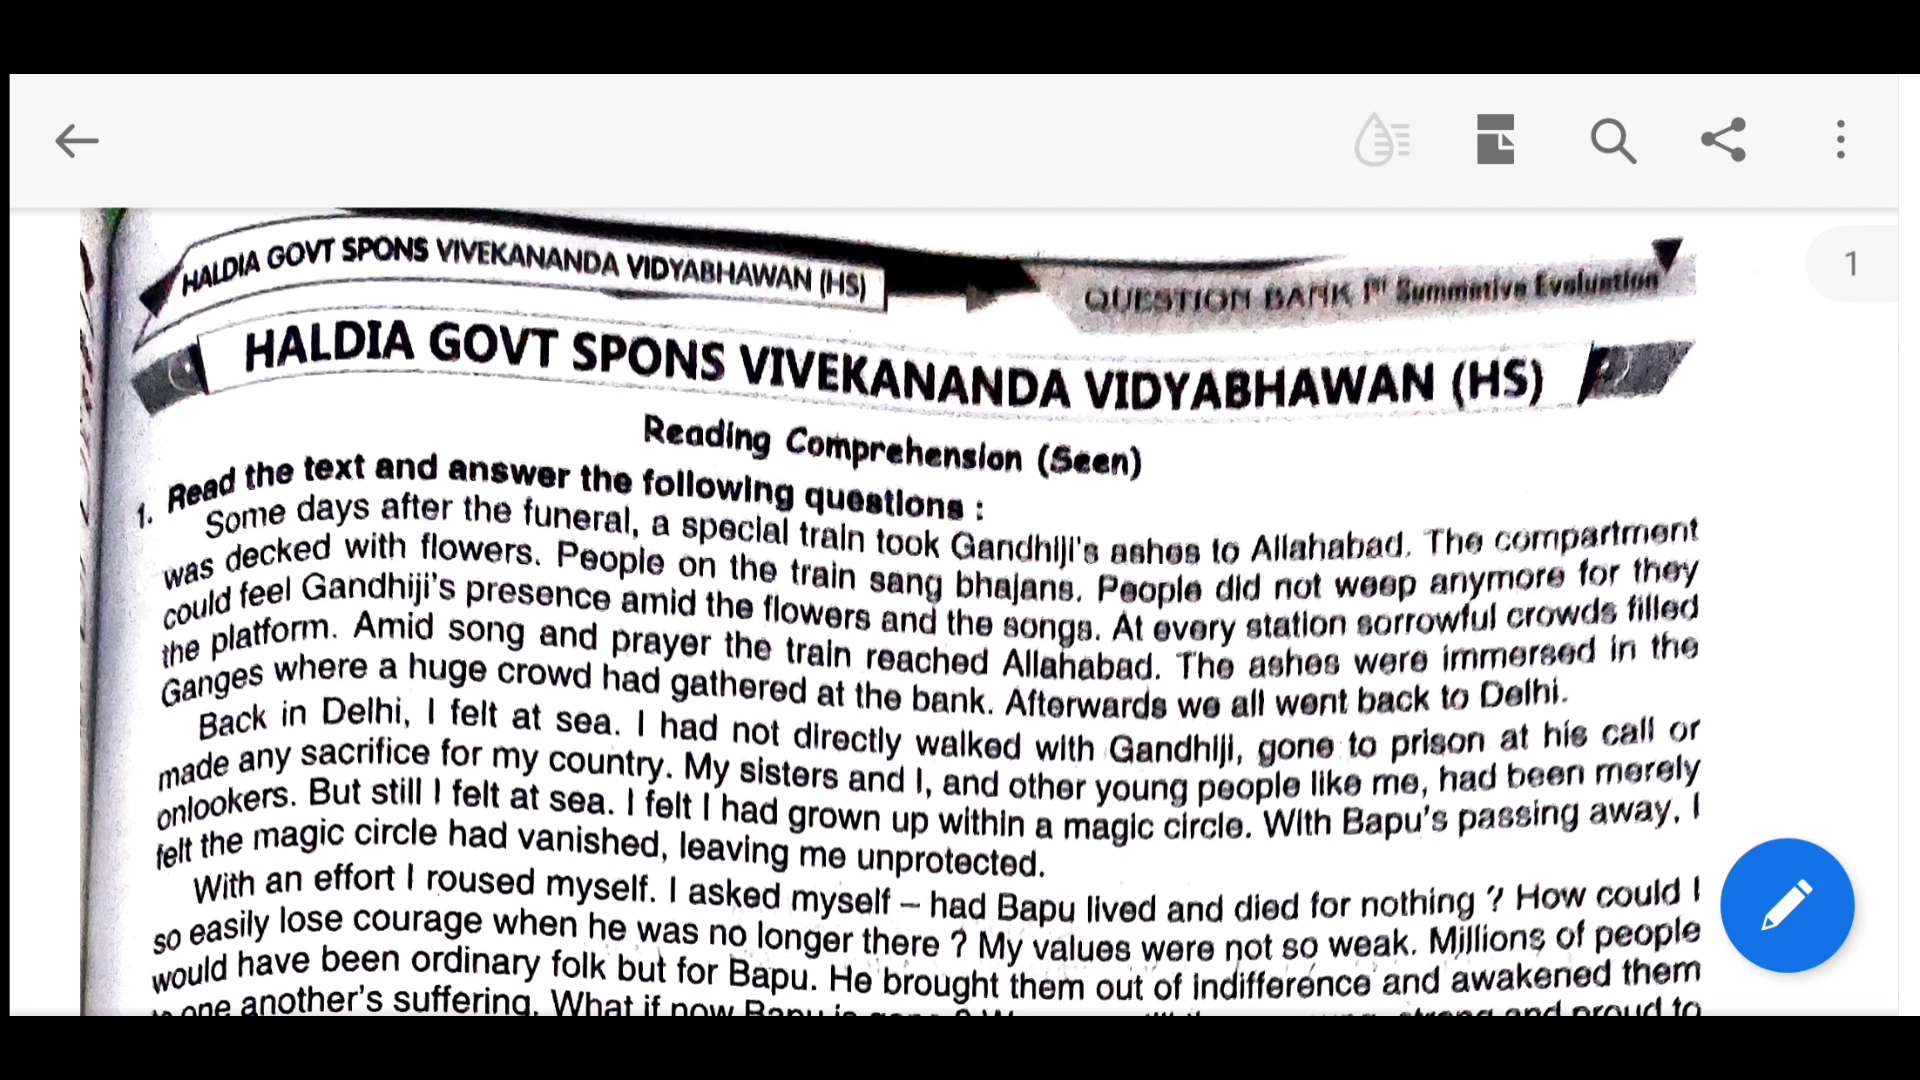 1
HALDIA GOVT SPONS VIVEKANANDA VIDYABHAWAN (HS)
QUESTION BANK Ist Summative Evaluation
HALDIA GOVT SPONS VIVEKANANDA VIDYABHAWAN (HS)
Reading Comprehension (Seen)
1. Read the text and answer the following questions :
Some days after the funeral, a special train took Gandhiji's ashes to Allahabad. The compartment
was decked with flowers. People on the train sang bhajans. People did not weep anymore for they
could feel Gandhiji's presence amid the flowers and the songs. At every station sorrowful crowds filled
the platform. Amid song and prayer the train reached Allahabad. The ashes were immersed in the
Ganges where a huge crowd had gathered at the bank. Afterwards we all went back to Delhi.
Back in Delhi, I felt at sea. I had not directly walked with Gandhiji, gone to prison at his call or
made any sacrifice for my country. My sisters and I, and other young people like me, had been merely
onlookers. But still I felt at sea. I felt I had grown up within a magic circle. With Bapu's passing away, I
felt the magic circle had vanished, leaving me unprotected.
With an effort I roused myself. I asked myself – had Bapu lived and died for nothing ? How could I
so easily lose courage when he was no longer there ? My values were not so weak. Millions of people
would have been ordinary folk but for Bapu. He brought them out of indifference and awakened them
one another's suffering. What if now Bapu is strong and proud to